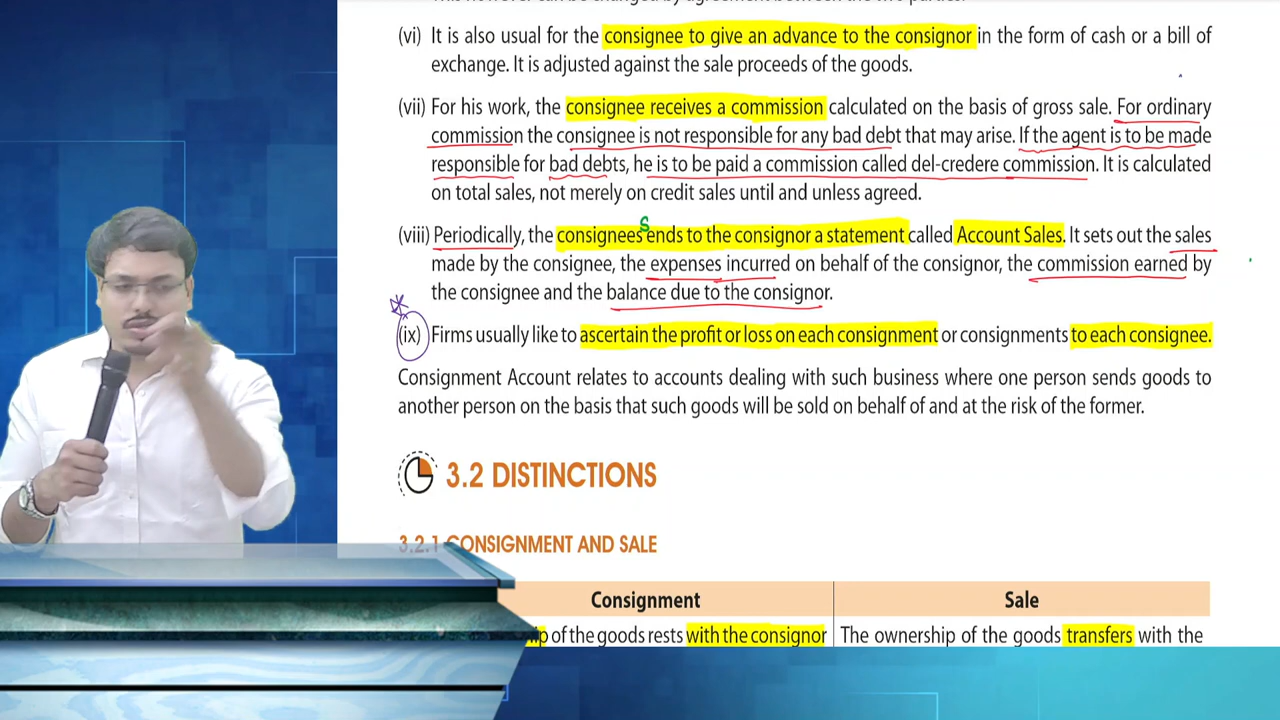 (vi) It is also usual for the consignee to give an advance to the consignor in the form of cash or a bill of
exchange. It is adjusted against the sale proceeds of the goods.
(vii) For his work, the consignee receives a commission calculated on the basis of gross sale. For ordinary
commission the consignee is not responsible for any bad debt that may arise. If the agent is to be made
responsible for bad debts, he is to be paid a commission called del-credere commission. It is calculated
on total sales, not merely on credit sales until and unless agreed.
(viii) Periodically, the consignees ends to the consignor a statement called Account Sales. It sets out the sales
made by the consignee, the expenses incurred on behalf of the consignor, the commission earned by
the consignee and the balance due to the consignor.
(ix) Firms usually like to ascertain the profit or loss on each consignment or consignments to each consignee.
Consignment Account relates to accounts dealing with such business where one person sends goods to
another person on the basis that such goods will be sold on behalf of and at the risk of the former.
3.2 DISTINCTIONS
3.2.1 CONSIGNMENT AND SALE
Consignment Sale
of the goods rests with the consignor The ownership of the goods transfers with the